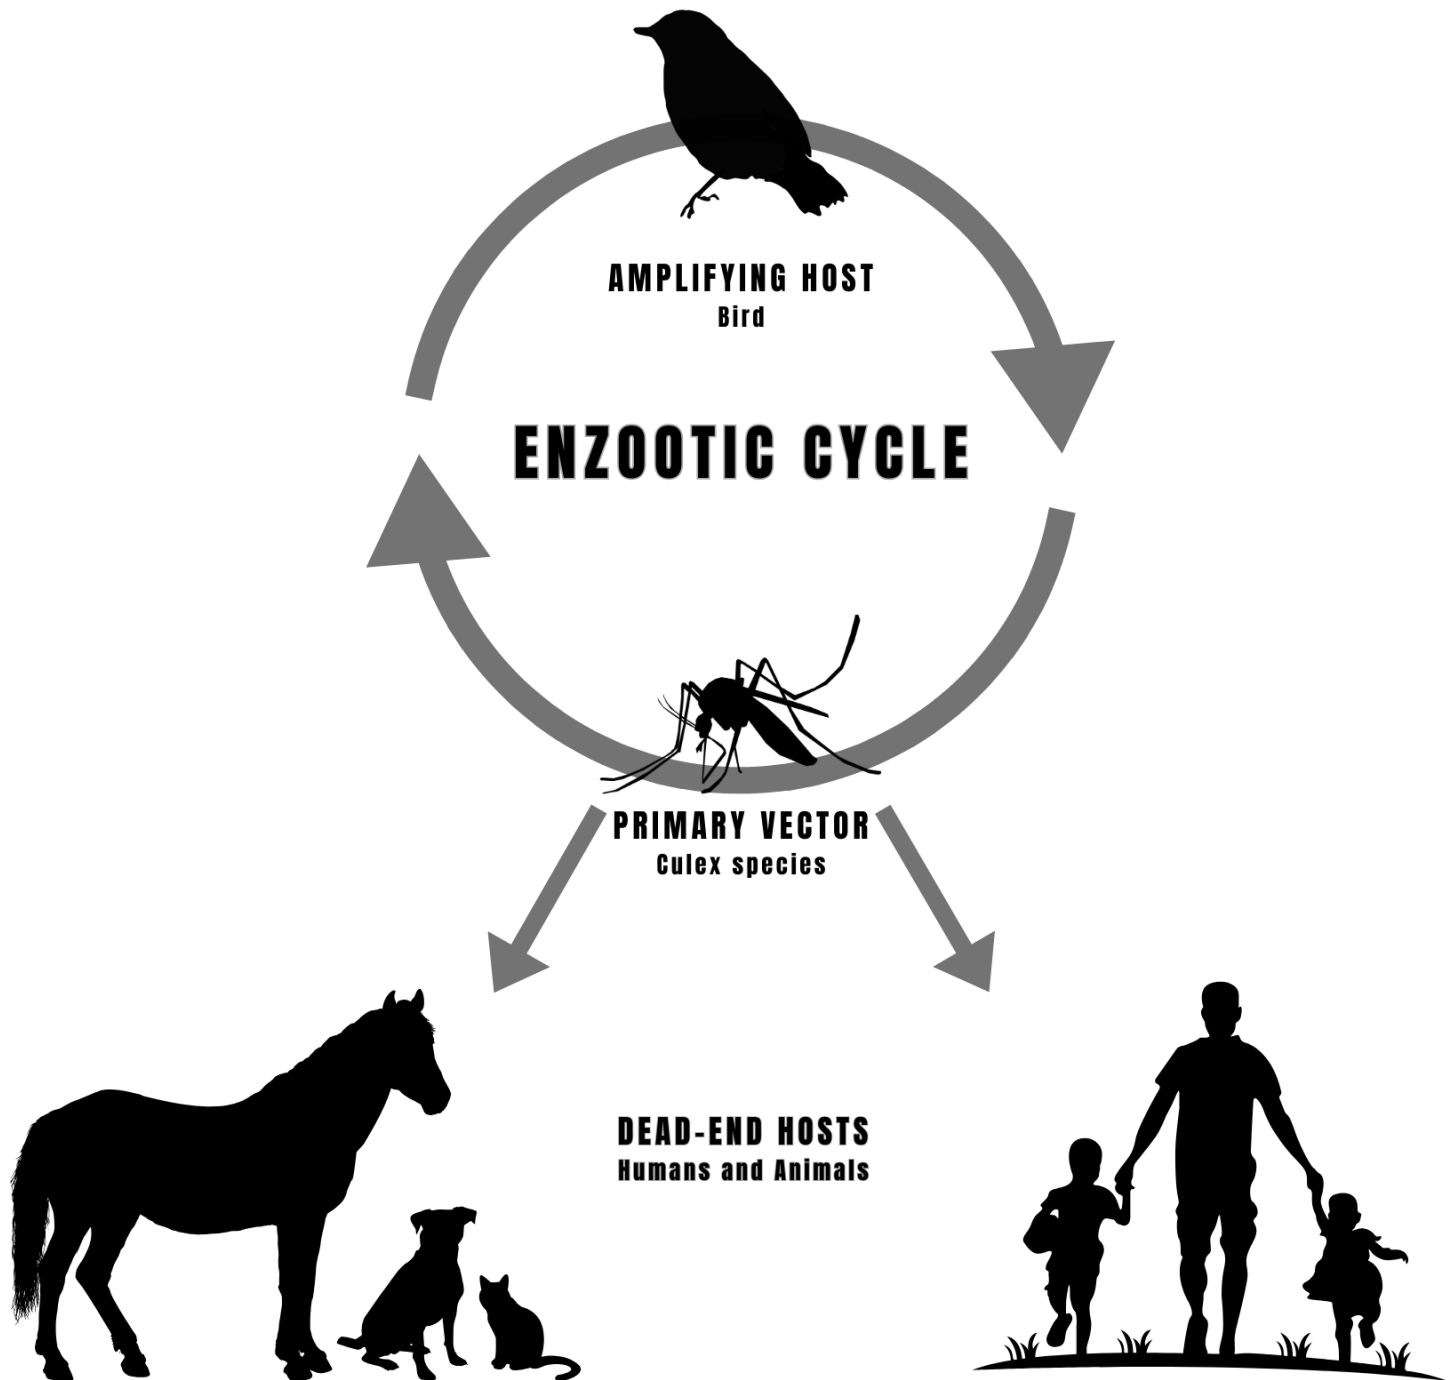 AMPLIFYING HOST
Bird
ENZOOTIC CYCLE
PRIMARY VECTOR
Culex species
DEAD-END HOSTS
Humans and Animals